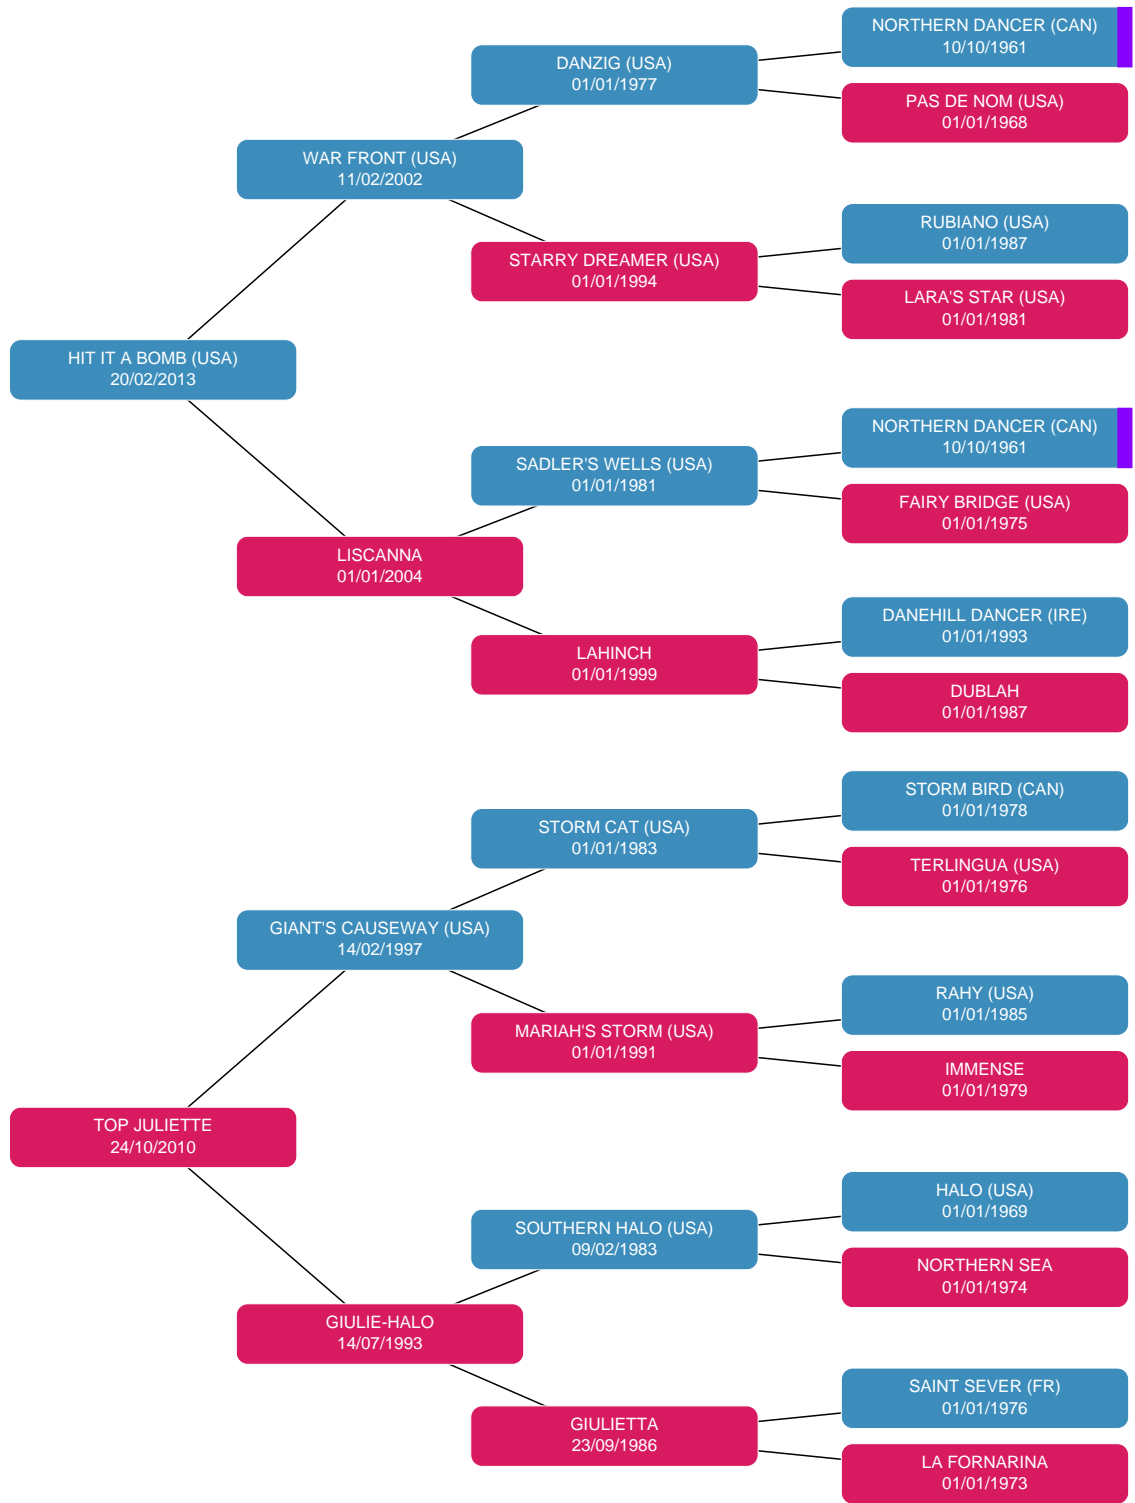 NORTHERN DANCER (CAN)
10/10/1961
DANZIG (USA)
01/01/1977
PAS DE NOM (USA)
01/01/1968
WAR FRONT (USA)
11/02/2002
RUBIANO (USA)
01/01/1987
STARRY DREAMER (USA)
01/01/1994
LARA'S STAR (USA)
01/01/1981
HIT IT A BOMB (USA)
20/02/2013
NORTHERN DANCER (CAN)
10/10/1961
SADLER'S WELLS (USA)
01/01/1981
FAIRY BRIDGE (USA)
01/01/1975
LISCANNA
01/01/2004
DANEHILL DANCER (IRE)
01/01/1993
LAHINCH
01/01/1999
DUBLAH
01/01/1987
STORM BIRD (CAN)
01/01/1978
STORM CAT (USA)
01/01/1983
TERLINGUA (USA)
01/01/1976
GIANT'S CAUSEWAY (USA)
14/02/1997
RAHY (USA)
01/01/1985
MARIAH'S STORM (USA)
01/01/1991
IMMENSE
01/01/1979
TOP JULIETTE
24/10/2010
HALO (USA)
01/01/1969
SOUTHERN HALO (USA)
09/02/1983
NORTHERN SEA
01/01/1974
GIULIE-HALO
14/07/1993
SAINT SEVER (FR)
01/01/1976
GIULIETTA
23/09/1986
LA FORNARINA
01/01/1973